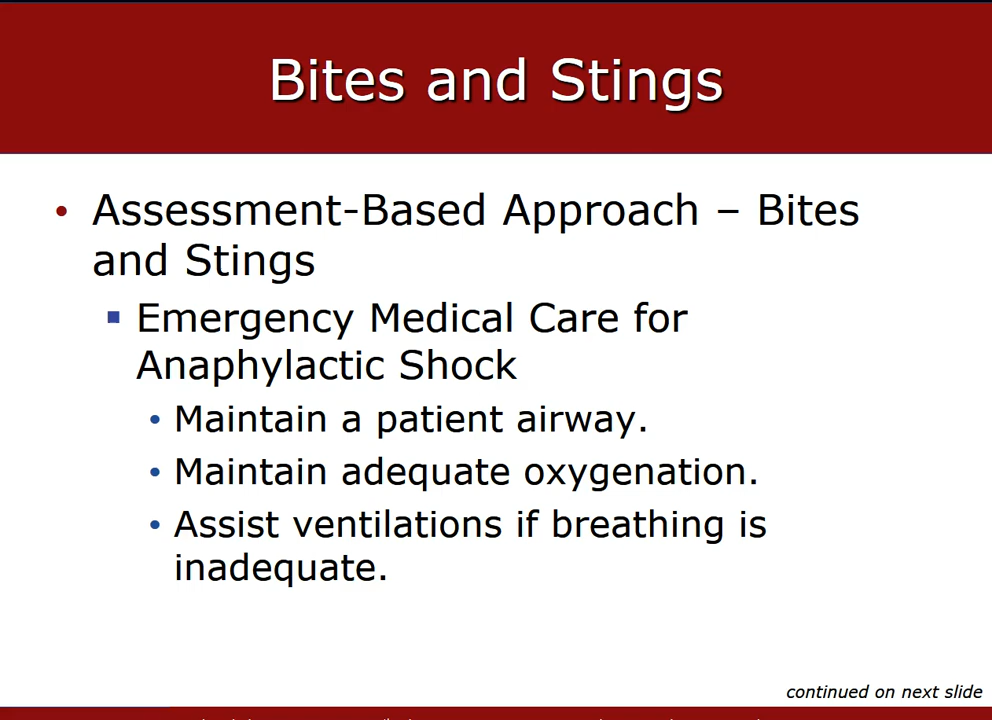 Bites and Stings
• Assessment-Based Approach – Bites
and Stings
▪ Emergency Medical Care for
Anaphylactic Shock
• Maintain a patient airway.
• Maintain adequate oxygenation.
• Assist ventilations if breathing is
inadequate.
continued on next slide